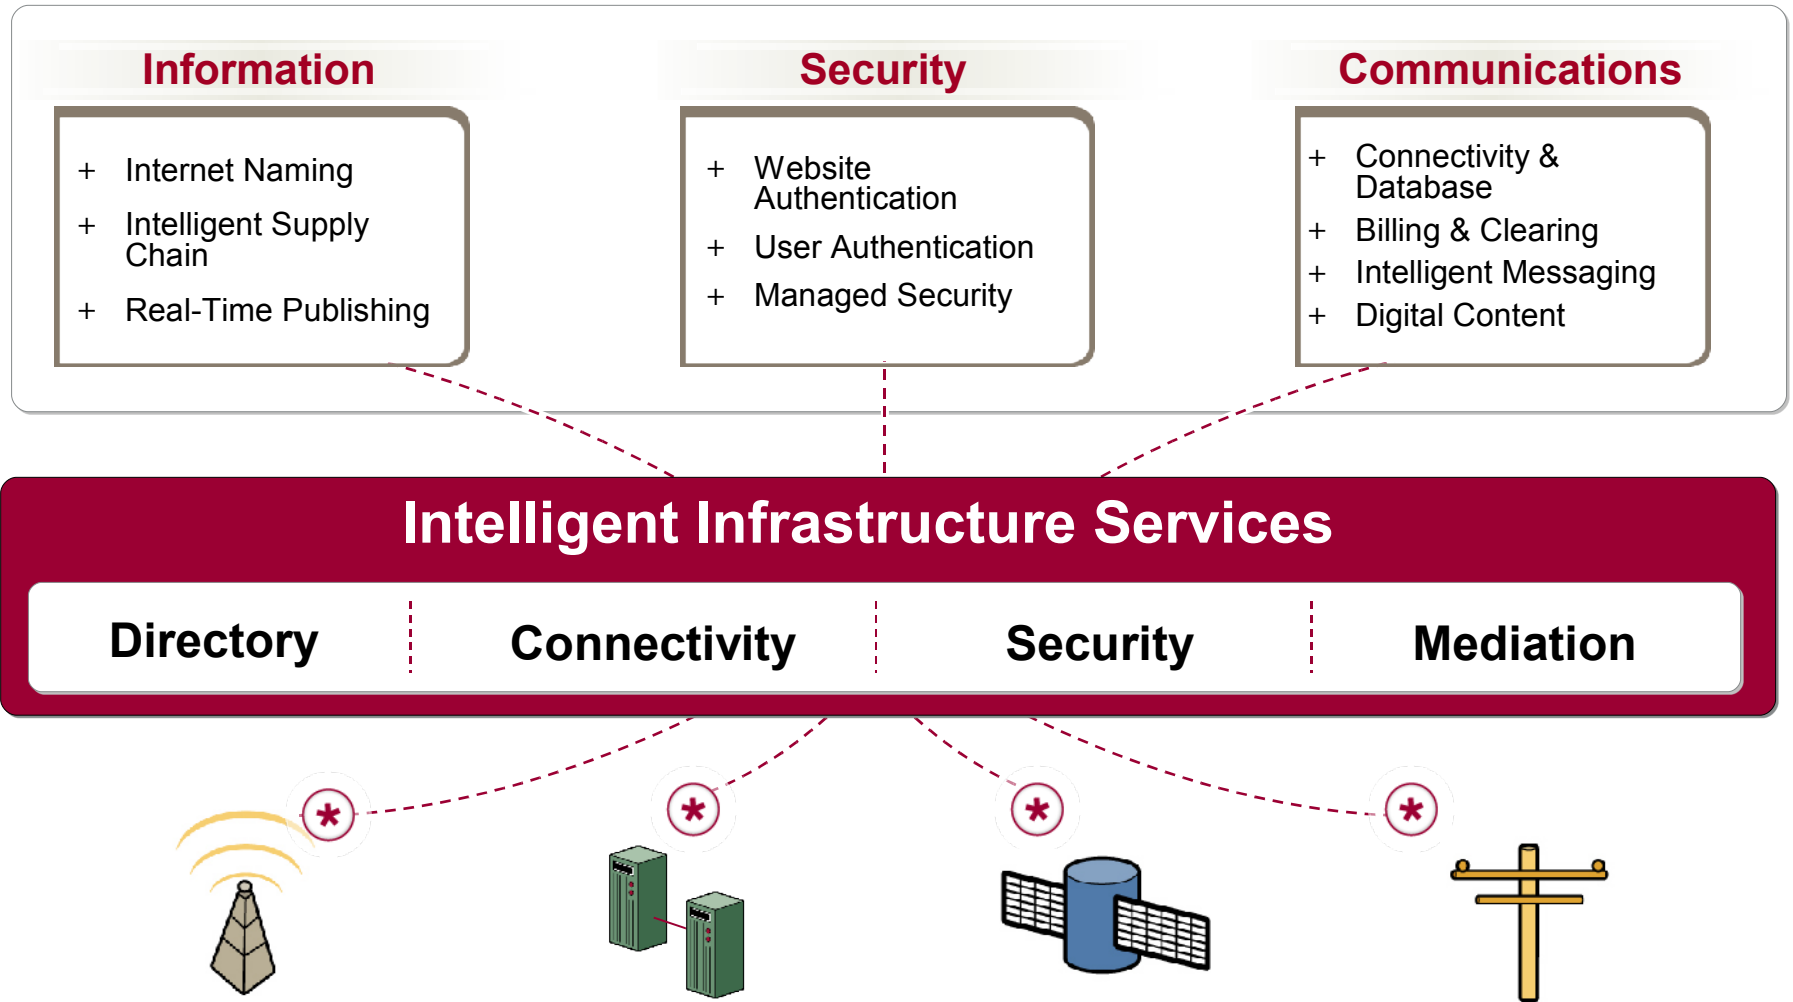 Information
Security
Communications
+ Internet Naming
+ Intelligent Supply
Chain
+ Real-Time Publishing
+ Website
Authentication
+ User Authentication
+ Managed Security
+ Connectivity &
Database
+ Billing & Clearing
+ Intelligent Messaging
+ Digital Content
Intelligent Infrastructure Services
Directory
Connectivity
Security
Mediation
*
*
*
*